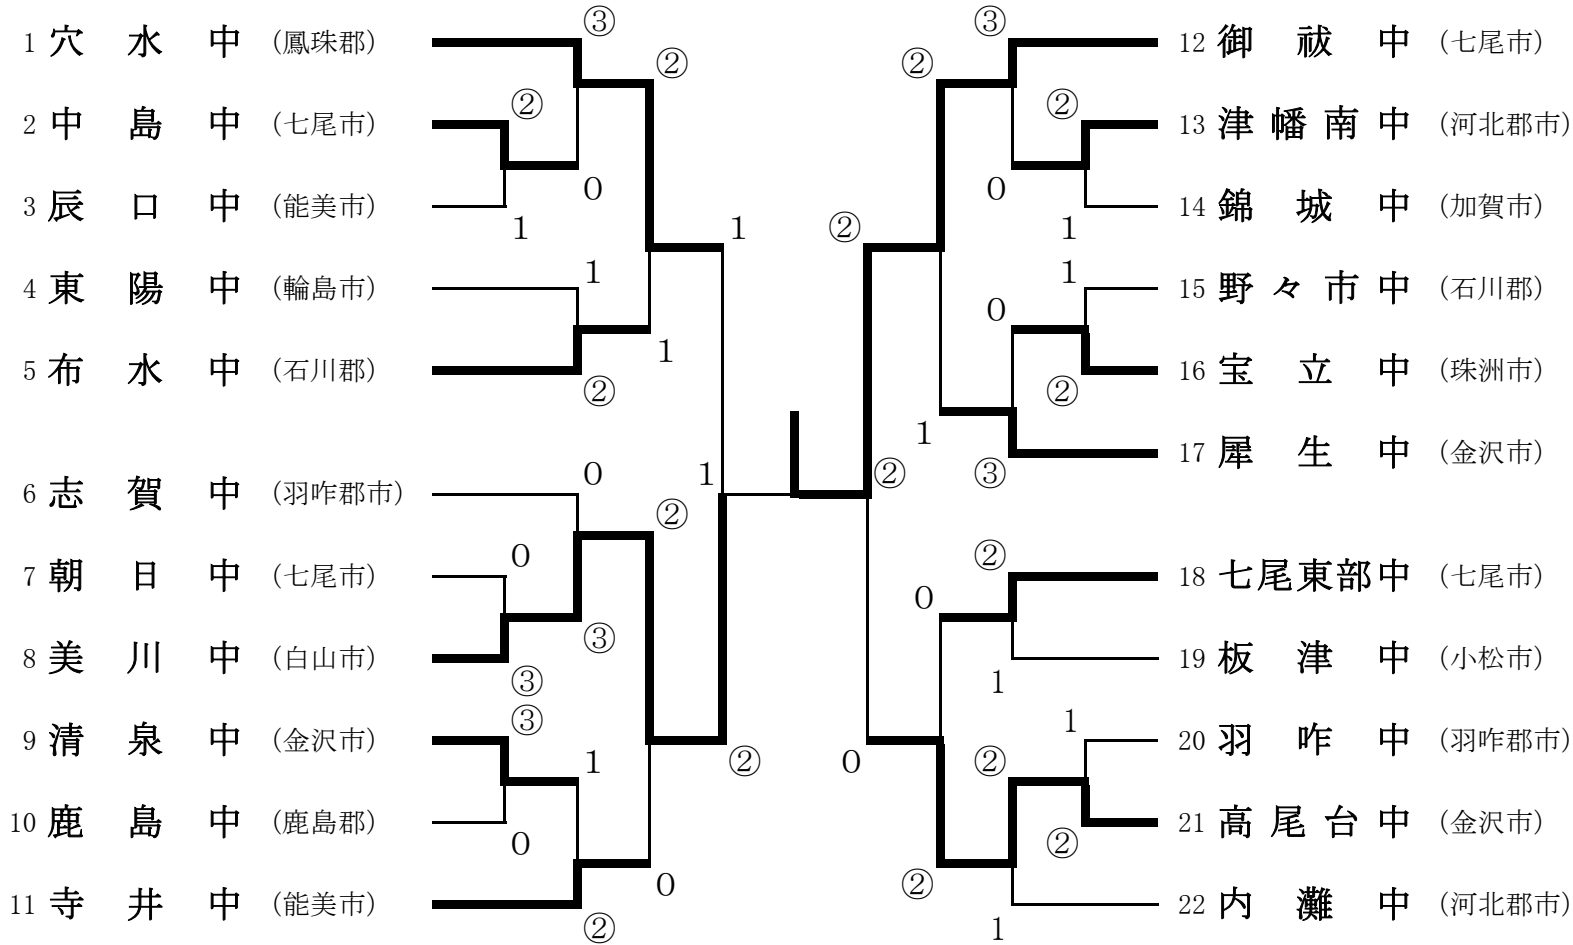 ③ ③
1 穴水中 (鳳珠郡) ② ② 12 御祓中 (七尾市)
② ②
2 中島中 (七尾市) 13 津幡南中 (河北郡市)
0 0
3 辰口中 (能美市) 14 錦城中 (加賀市)
1 1 ② 1
1 1
4 東陽中 (輪島市) 15 野々市中 (石川郡)
0
1
5 布水中 (石川郡) 16 宝立中 (珠洲市)
② ②
1
17 犀生中 (金沢市)
0 1 ② ③
6 志賀中 (羽咋郡市)
②
0 ②
7 朝日中 (七尾市) 18 七尾東部中 (七尾市)
0
③
8 美川中 (白山市) 19 板津中 (小松市)
③ 1
③ 1
9 清泉中 (金沢市) 20 羽咋中 (羽咋郡市)
1 ② 0 ②
10 鹿島中 (鹿島郡) 21 高尾台中 (金沢市)
0 ②
0 ②
11 寺井中 (能美市) 22 内灘中 (河北郡市)
② 1